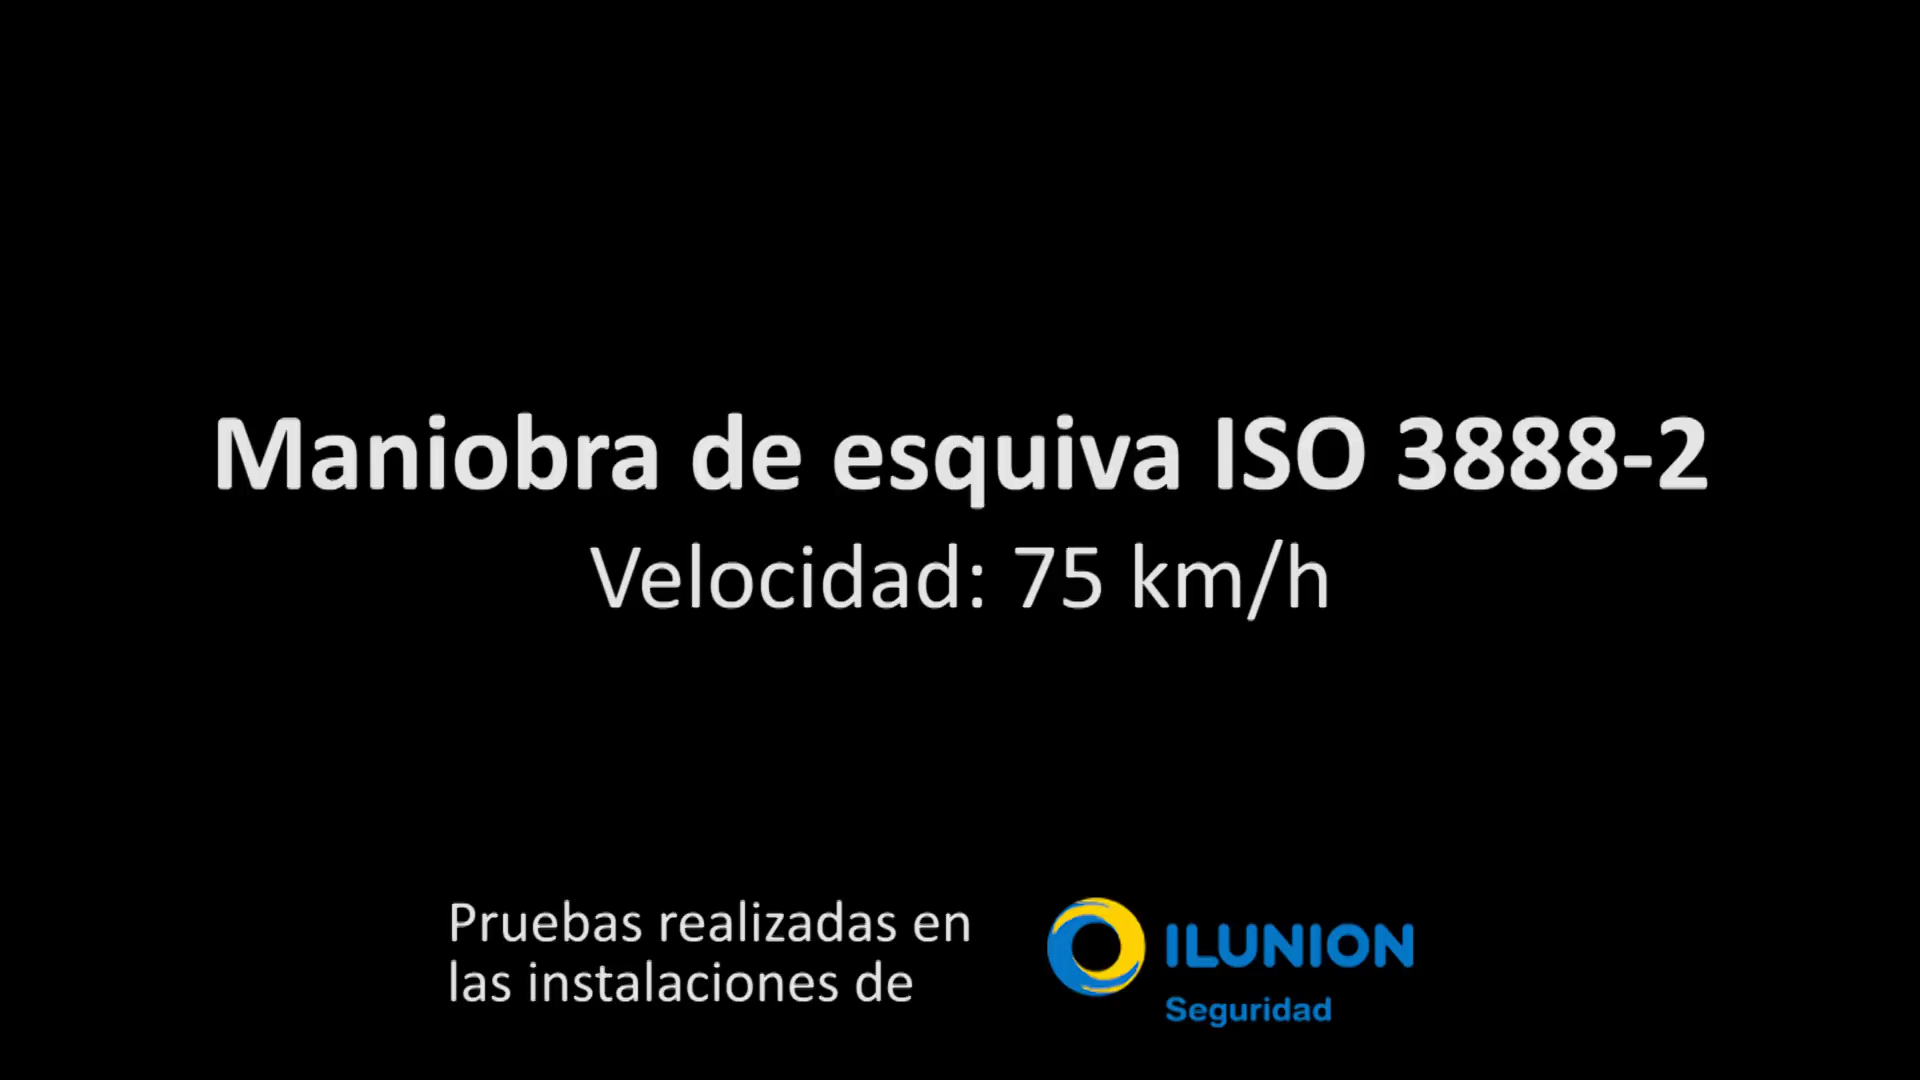 Maniobra de esquiva ISO 3888-2
Velocidad: 75 km/h
Pruebas realizadas en
las instalaciones de
ILUNION
Seguridad